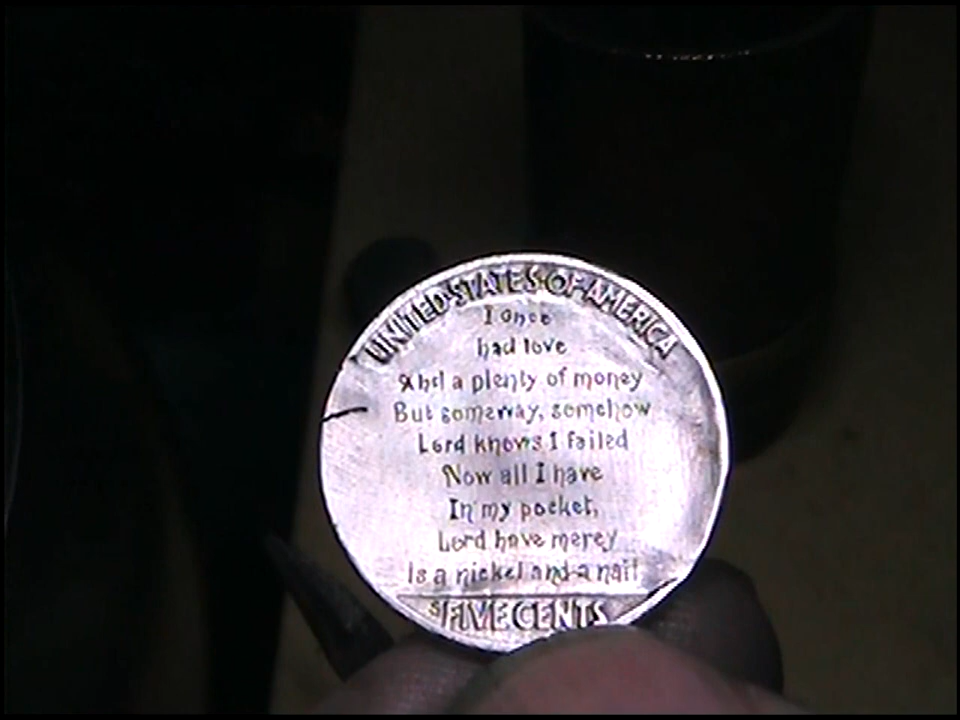 UNITED STATES OF AMERICA
I once
had love
And a plenty of money
But someway, somehow
Lord knows I failed
Now all I have
In my pocket,
Lord have mercy
Is a nickel and a nail
FIVE CENTS